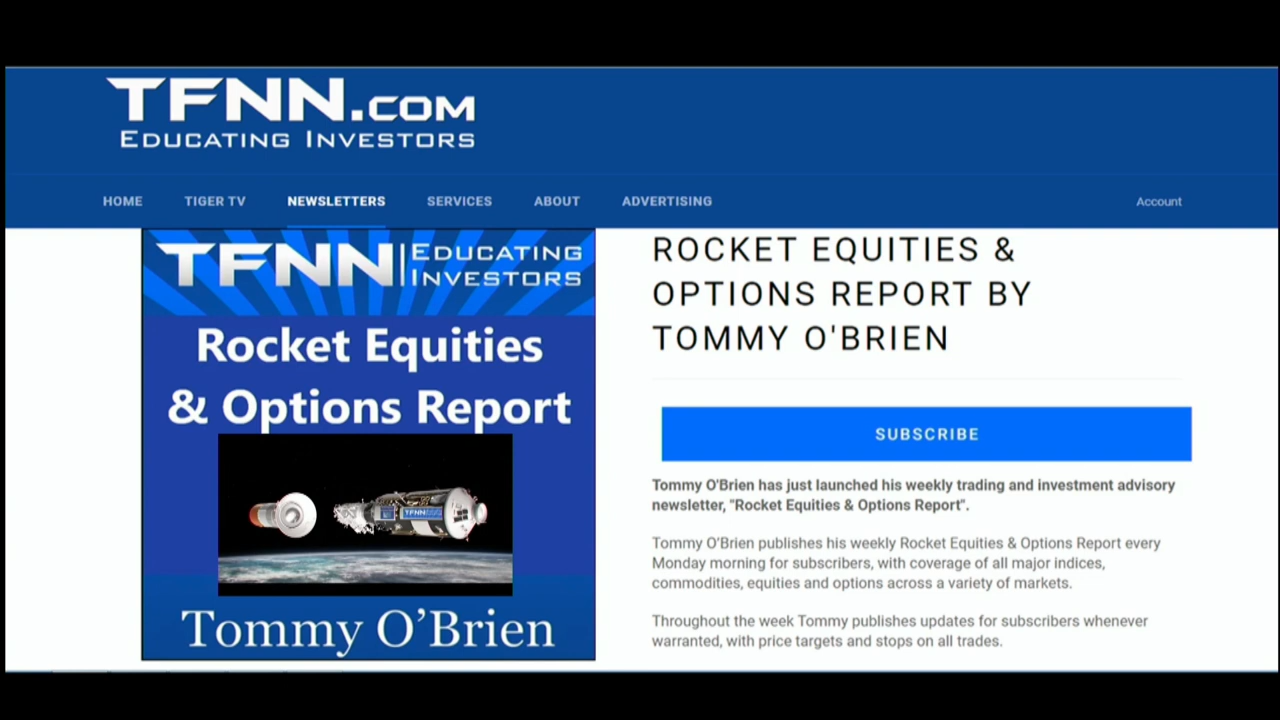 TFNN.COM
EDUCATING INVESTORS
HOME TIGER TV NEWSLETTERS SERVICES ABOUT ADVERTISING Account
TFNN EDUCATING
INVESTORS
Rocket Equities
& Options Report
TFNN
Tommy O’Brien
ROCKET EQUITIES &
OPTIONS REPORT BY
TOMMY O'BRIEN
SUBSCRIBE
Tommy O'Brien has just launched his weekly trading and investment advisory
newsletter, "Rocket Equities & Options Report".
Tommy O’Brien publishes his weekly Rocket Equities & Options Report every
Monday morning for subscribers, with coverage of all major indices,
commodities, equities and options across a variety of markets.
Throughout the week Tommy publishes updates for subscribers whenever
warranted, with price targets and stops on all trades.